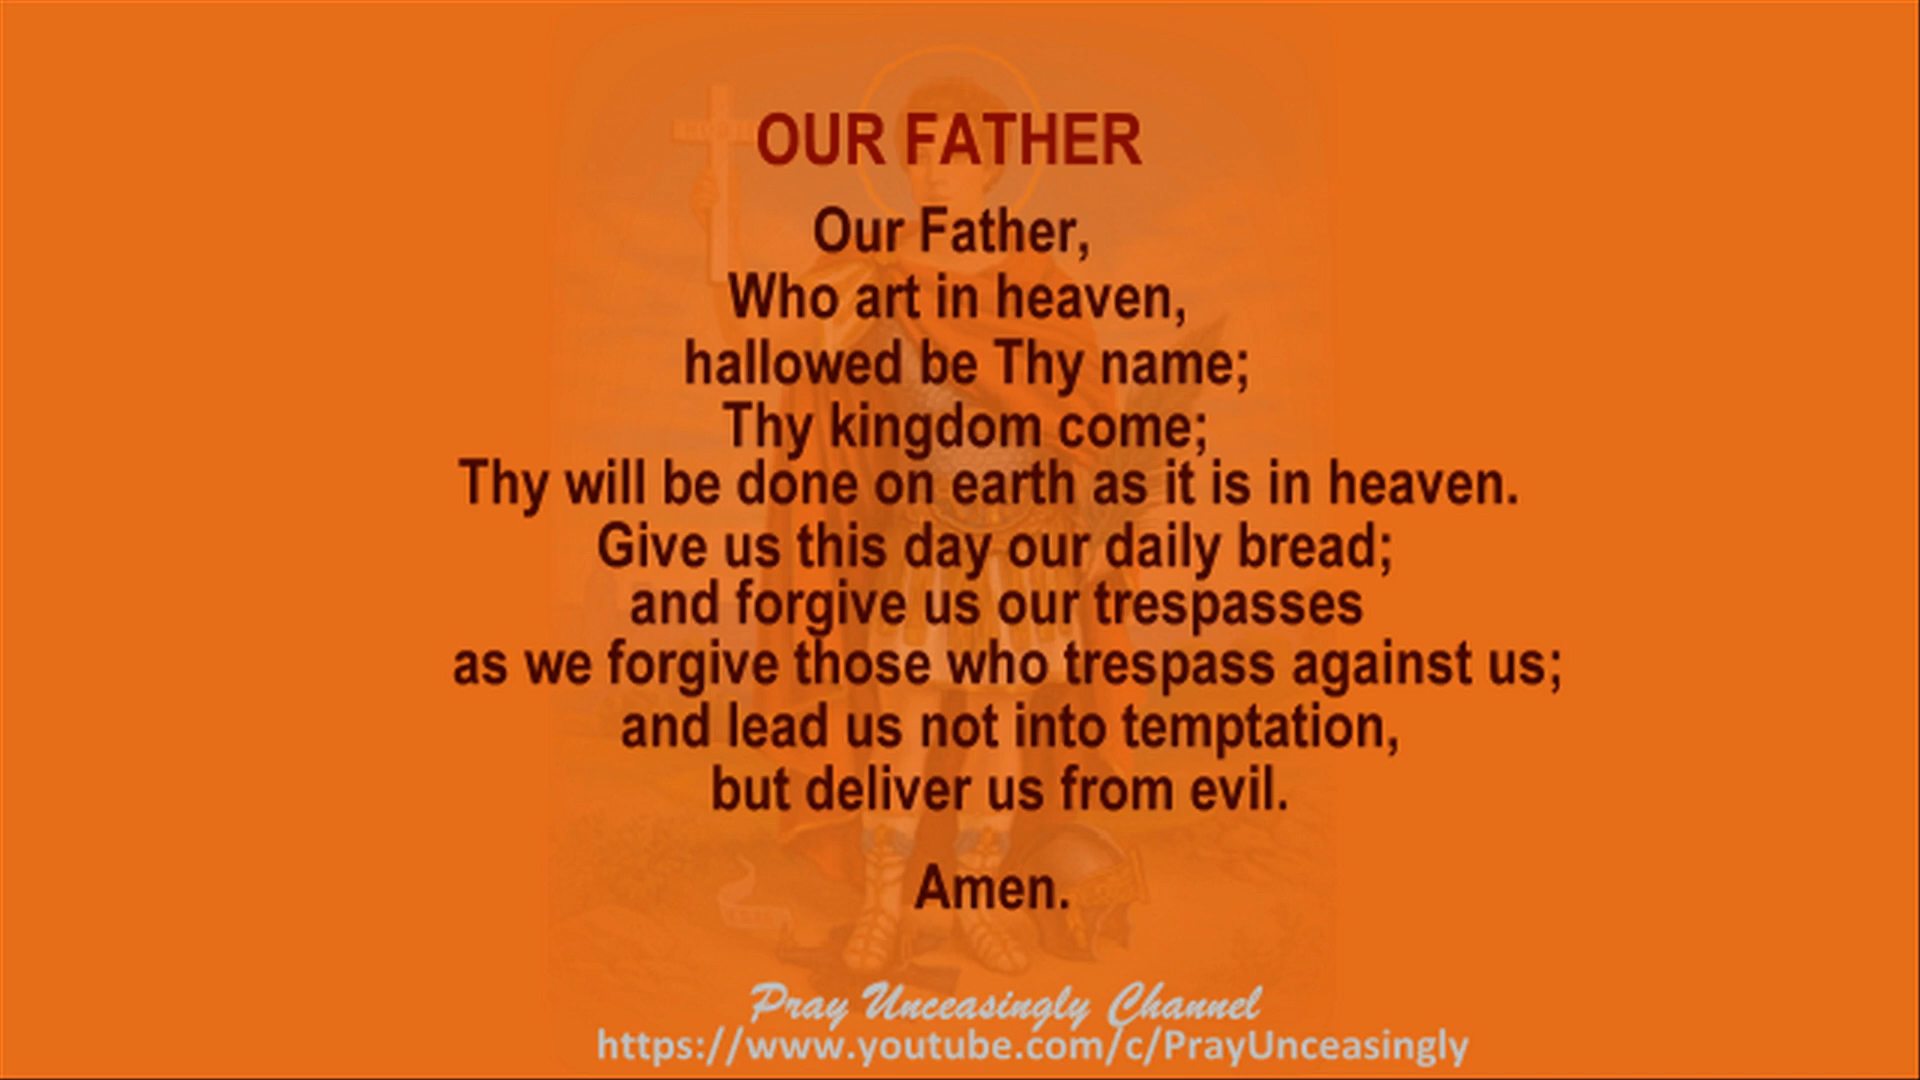 OUR FATHER
Our Father,
Who art in heaven,
hallowed be Thy name;
Thy kingdom come;
Thy will be done on earth as it is in heaven.
Give us this day our daily bread;
and forgive us our trespasses
as we forgive those who trespass against us;
and lead us not into temptation,
but deliver us from evil.
Amen.
Pray Unceasingly Channel
https://www.youtube.com/c/PrayUnceasingly